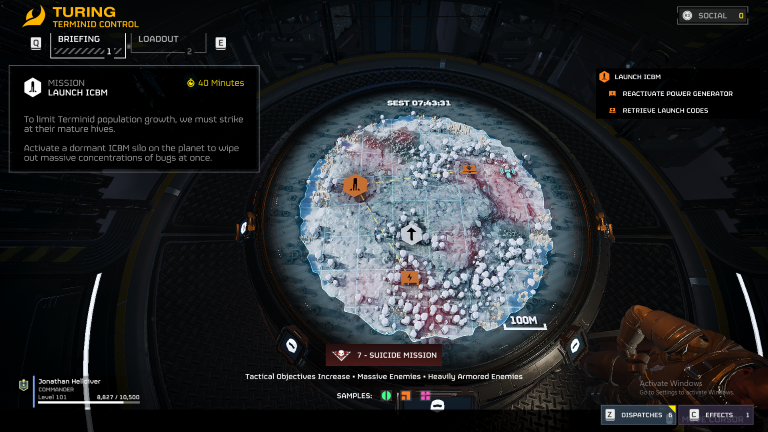 TURING
TERMINID CONTROL
Q
BRIEFING
1
LOADOUT
2
E
SOCIAL 0
MISSION
LAUNCH ICBM
40 Minutes
To limit Terminid population growth, we must strike
at their mature hives.
Activate a dormant ICBM silo on the planet to wipe
out massive concentrations of bugs at once.
LAUNCH ICBM
REACTIVATE POWER GENERATOR
RETRIEVE LAUNCH CODES
SEST 07:43:31
100M
7 - SUICIDE MISSION
Tactical Objectives Increase • Massive Enemies • Heavily Armored Enemies
SAMPLES:
Jonathan Helldiver
COMMANDER
Level 101
8,827 / 10,500
Activate Windows
Go to Settings to activate Windows.
Z DISPATCHES 6
C EFFECTS 1
MOVE CURSOR